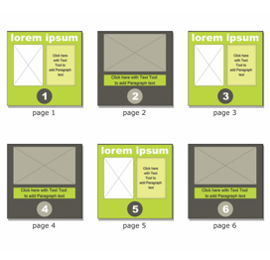 lorem ipsum
Click here
with Text
Tool to
add Paragraph
text
1
page 1
Click here with Text Tool
to add Paragraph text
2
page 2
lorem ipsum
Click here
with Text
Tool to
add Paragraph
text
3
page 3
Click here with Text Tool
to add Paragraph text
4
page 4
lorem ipsum
Click here
with Text
Tool to
add Paragraph
text
5
page 5
Click here with Text Tool
to add Paragraph text
6
page 6